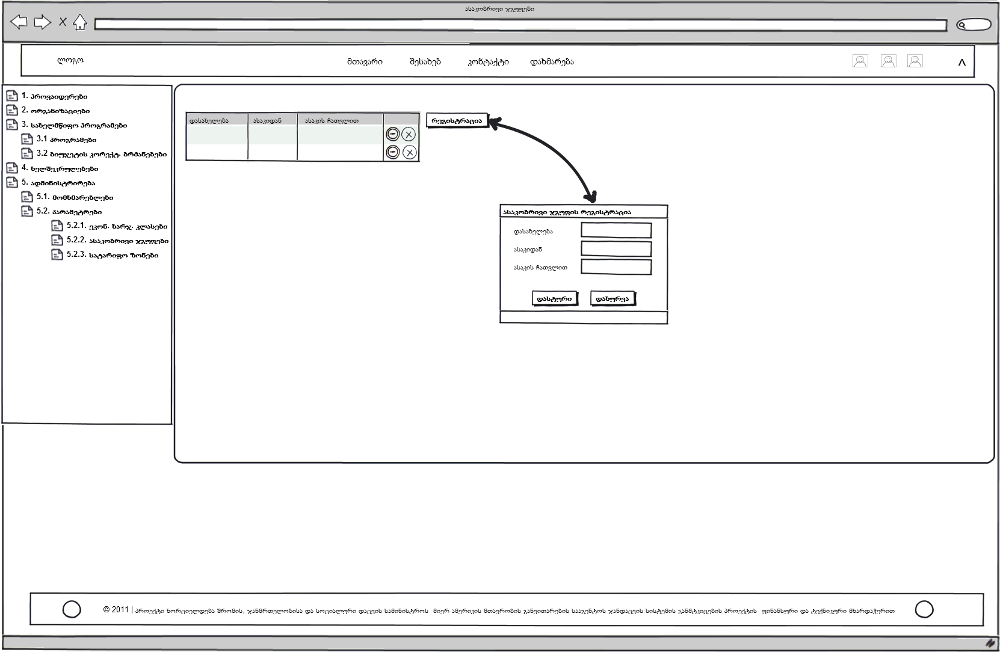 ასაკობრივი ჯგუფები
ლოგო
მთავარი
შესახებ
კონტაქტი
დახმარება
^
1. პროვაიდერები
2. ორგანიზაციები
3. სახელმწიფო პროგრამები
3.1 პროგრამები
3.2 ბიუჯეტის კორექტ. ბრძანებები
4. ხელშეკრულებები
5. ადმინისტრირება
5.1. მომხმარებლები
5.2. პარამეტრები
5.2.1. ეკონ. ხარჯ. კლასები
5.2.2. ასაკობრივი ჯგუფები
5.2.3. სატარიფო ზონები
დასახელება
ასაკიდან
ასაკის ჩათვლით
რეგისტრაცია
ასაკობრივი ჯგუფის რეგისტრაცია
დასახელება
ასაკიდან
ასაკის ჩათვლით
დასტური
დახურვა
© 2011 | პროექტი ხორციელდება შრომის, ჯანმრთელობისა და სოციალური დაცვის სამინისტროს მიერ ამერიკის მთავრობის განვითარების სააგენტოს ჯანდაცვის სისტემის განმტკიცების პროექტის ფინანსური და ტექნიკური მხარდაჭერით